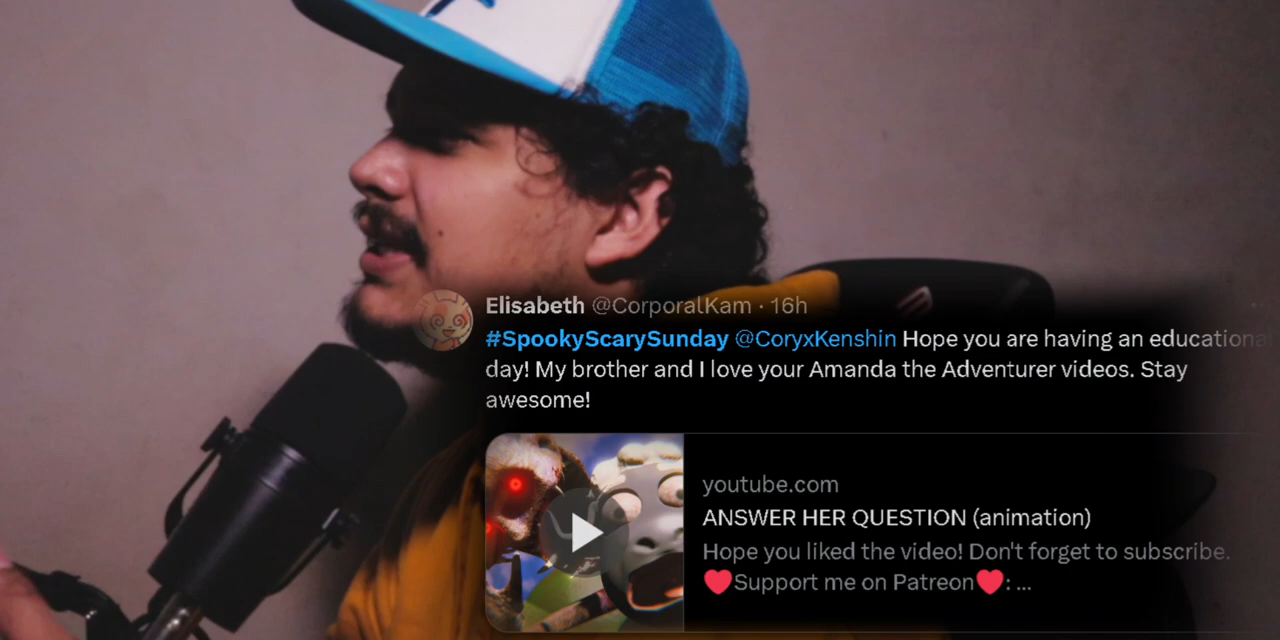 Elisabeth @CorporalKam · 16h
#SpookyScarySunday @CoryxKenshin Hope you are having an educational
day! My brother and I love your Amanda the Adventurer videos. Stay
awesome!
youtube.com
ANSWER HER QUESTION (animation)
Hope you liked the video! Don't forget to subscribe.
❤️Support me on Patreon❤️: ...